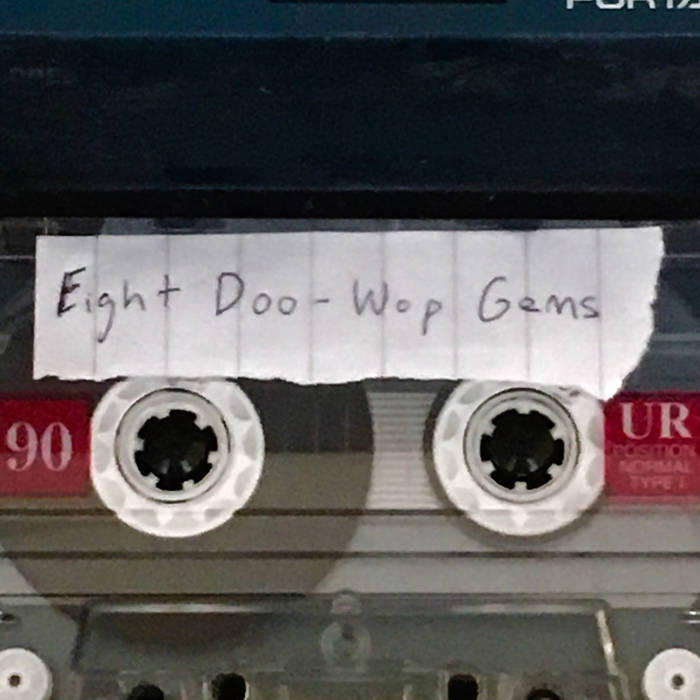 Eight Doo-Wop Gems
90
UR
POSITION
NORMAL
TYPE I